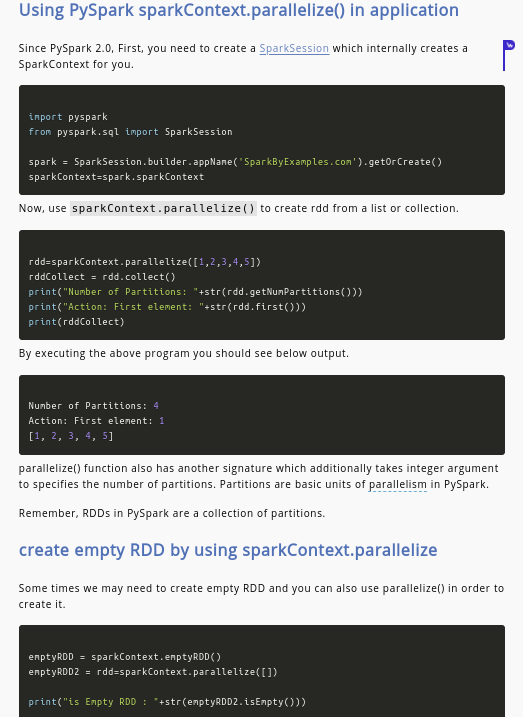 Using PySpark sparkContext.parallelize() in application
Since PySpark 2.0, First, you need to create a SparkSession which internally creates a
SparkContext for you.
import pyspark
from pyspark.sql import SparkSession
spark = SparkSession.builder.appName('SparkByExamples.com').getOrCreate()
sparkContext=spark.sparkContext
Now, use sparkContext.parallelize() to create rdd from a list or collection.
rdd=sparkContext.parallelize([1,2,3,4,5])
rddCollect = rdd.collect()
print("Number of Partitions: "+str(rdd.getNumPartitions()))
print("Action: First element: "+str(rdd.first()))
print(rddCollect)
By executing the above program you should see below output.
Number of Partitions: 4
Action: First element: 1
[1, 2, 3, 4, 5]
parallelize() function also has another signature which additionally takes integer argument
to specifies the number of partitions. Partitions are basic units of parallelism in PySpark.
Remember, RDDs in PySpark are a collection of partitions.
create empty RDD by using sparkContext.parallelize
Some times we may need to create empty RDD and you can also use parallelize() in order to
create it.
emptyRDD = sparkContext.emptyRDD()
emptyRDD2 = rdd=sparkContext.parallelize([])
print("is Empty RDD : "+str(emptyRDD2.isEmpty()))